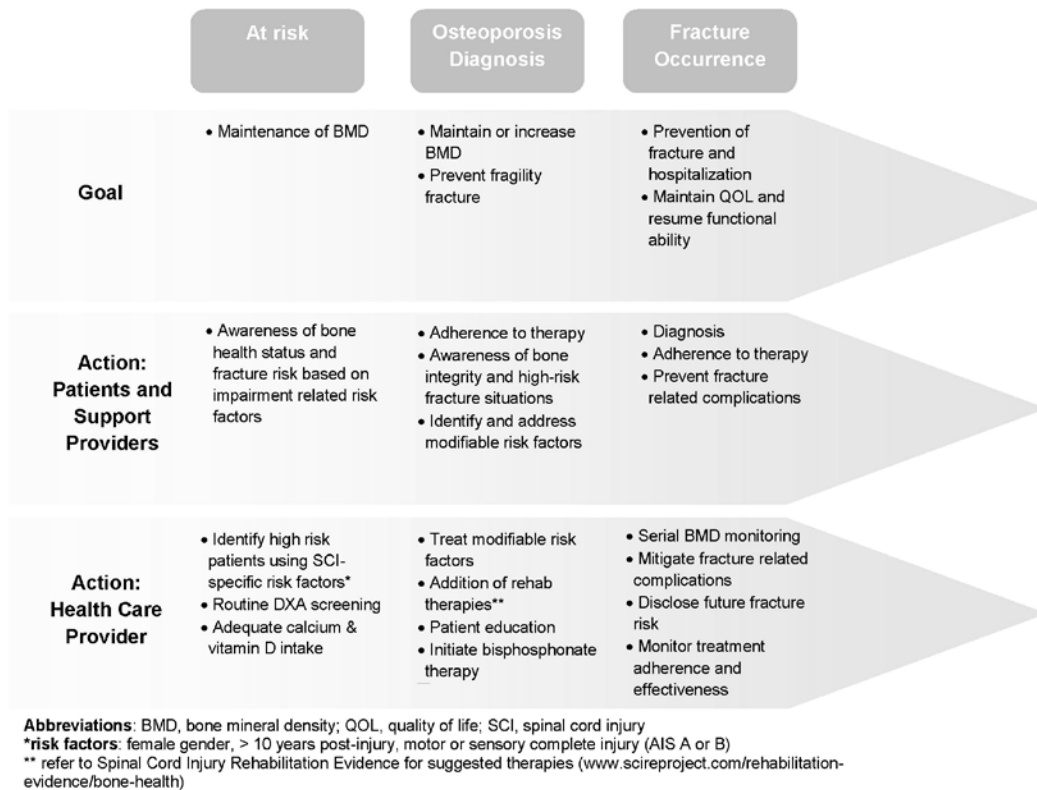 At risk
Osteoporosis
Diagnosis
Fracture
Occurrence
Goal
• Maintenance of BMD
• Maintain or increase
BMD
• Prevent fragility
fracture
• Prevention of
fracture and
hospitalization
• Maintain QOL and
resume functional
ability
Action:
Patients and
Support
Providers
• Awareness of bone
health status and
fracture risk based on
impairment related risk
factors
• Adherence to therapy
• Awareness of bone
integrity and high-risk
fracture situations
• Identify and address
modifiable risk factors
• Diagnosis
• Adherence to therapy
• Prevent fracture
related complications
Action:
Health Care
Provider
• Identify high risk
patients using SCI-
specific risk factors*
• Routine DXA screening
• Adequate calcium &
vitamin D intake
• Treat modifiable risk
factors
• Addition of rehab
therapies**
• Patient education
• Initiate bisphosphonate
therapy
• Serial BMD monitoring
• Mitigate fracture related
complications
• Disclose future fracture
risk
• Monitor treatment
adherence and
effectiveness
Abbreviations: BMD, bone mineral density; QOL, quality of life; SCI, spinal cord injury
*risk factors: female gender, > 10 years post-injury, motor or sensory complete injury (AIS A or B)
** refer to Spinal Cord Injury Rehabilitation Evidence for suggested therapies (www.scireproject.com/rehabilitation-
evidence/bone-health)